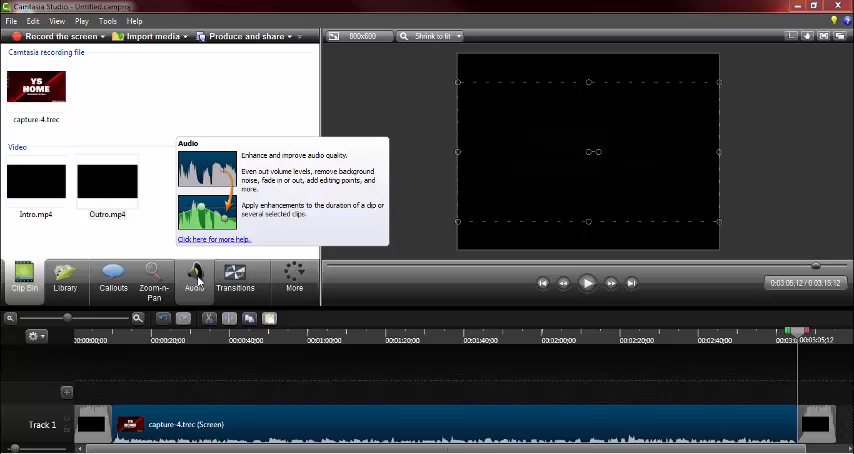 Camtasia Studio - Untitled.camproj
File Edit View Play Tools Help
Record the screen Import media Produce and share »
800x600 Shrink to fit
Camtasia recording file
YS
HOME
capture-4.trec
Video
Intro.mp4 Outro.mp4
Audio
Enhance and improve audio quality.
Even out volume levels, remove background
noise, fade in or out, add editing points, and
more.
Apply enhancements to the duration of a clip or
several selected clips.
Click here for more help.
Clip Bin Library Callouts Zoom-n-
Pan Audio Transitions More
0:03:05;12 / 0:03:15;12
00:00:00;00 00:00:20;00 00:00:40;00 00:01:00;00 00:01:20;00 00:01:40;00 00:02:00;00 00:02:20;00 00:02:40;00 00:03:05;12
Track 1 capture-4.trec (Screen)